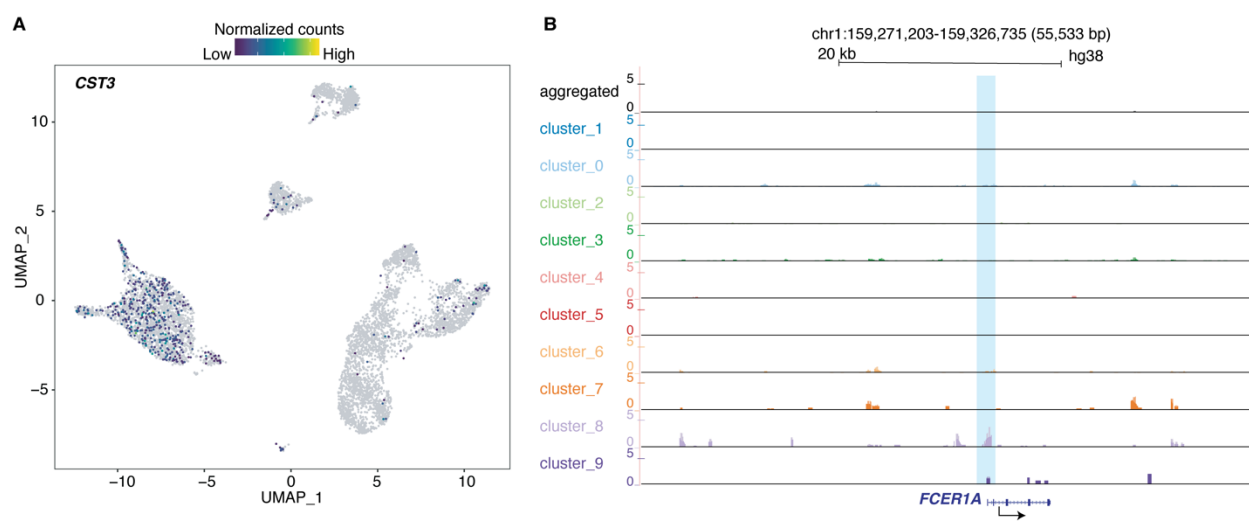 A
Normalized counts
Low High
CST3
10
5
0
−5
UMAP_2
−10 −5 0 5 10
UMAP_1
B
chr1:159,271,203-159,326,735 (55,533 bp)
20 kb hg38
aggregated 5 0
cluster_1 5 0
cluster_0 5 0
cluster_2 5 0
cluster_3 5 0
cluster_4 5 0
cluster_5 5 0
cluster_6 5 0
cluster_7 5 0
cluster_8 5 0
cluster_9 5 0
FCER1A